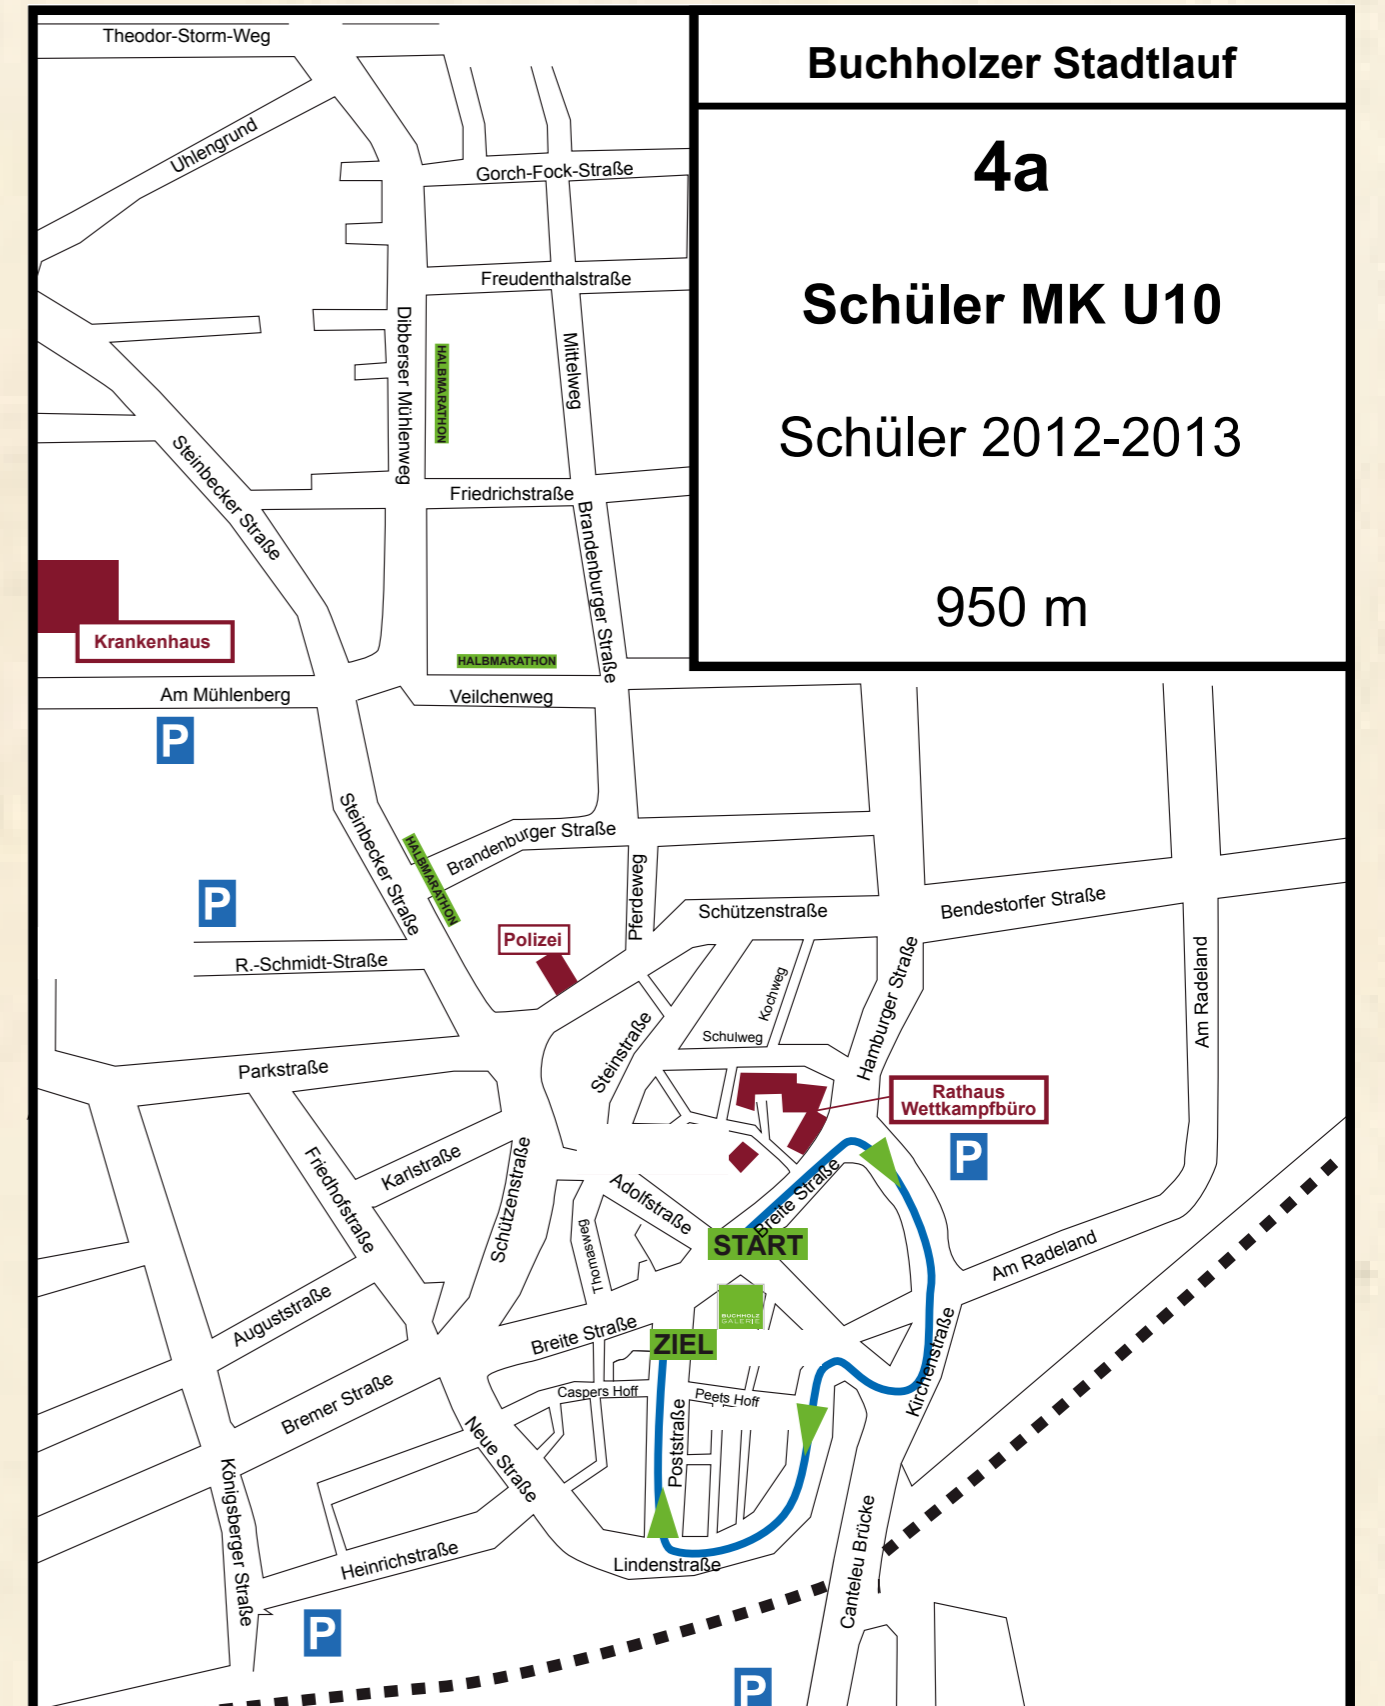 Theodor-Storm-Weg
Buchholzer Stadtlauf
4a
Schüler MK U10
Schüler 2012-2013
950 m
Uhlengrund
Gorch-Fock-Straße
Freudenthalstraße
Dibberser Mühlenweg
HALBMARATHON
Mittelweg
Steinbecker Straße
Friedrichstraße
Brandenburger Straße
Krankenhaus
HALBMARATHON
Am Mühlenberg
Veilchenweg
P
Steinbecker Straße
HALBMARATHON
Brandenburger Straße
Pferdeweg
P
Schützenstraße
Bendestorfer Straße
Polizei
R.-Schmidt-Straße
Kochweg
Hamburger Straße
Am Radeland
Schulweg
Steinstraße
Parkstraße
Rathaus
Wettkampfbüro
P
Friedhofstraße
Karlstraße
Schützenstraße
Adolfstraße
Breite Straße
Thomasweg
START
Am Radeland
Auguststraße
BUCHHOLZ
GALERIE
Breite Straße
ZIEL
Kirchenstraße
Bremer Straße
Caspers Hoff
Peets Hoff
Neue Straße
Poststraße
Königsberger Straße
Heinrichstraße
Lindenstraße
Canteleu Brücke
P
P